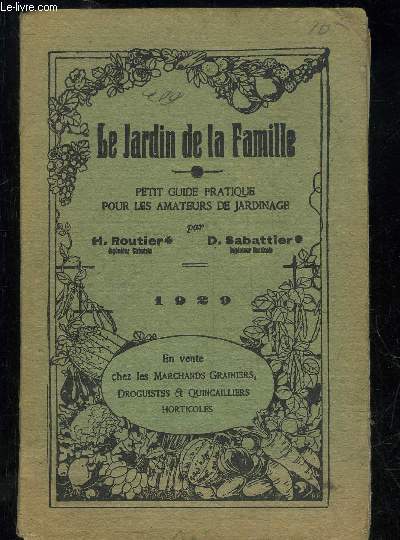 Le-livre.com
10
Le Jardin de la Famille
PETIT GUIDE PRATIQUE
POUR LES AMATEURS DE JARDINAGE
par
H. Routier D. Sabattier
1929
En vente
chez les MARCHANDS GRAINIERS,
DROGUISTES & QUINCAILLIERS
HORTICOLES